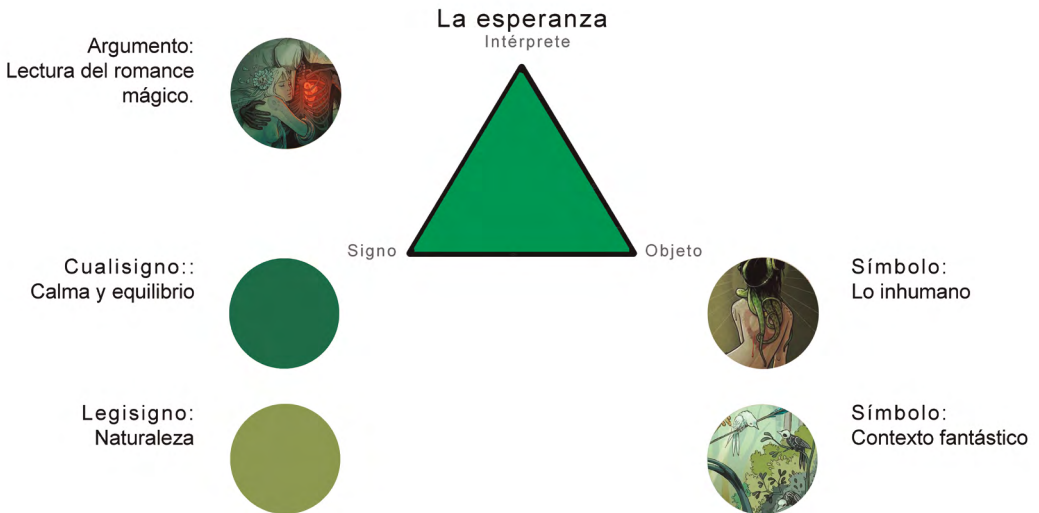 La esperanza
Intérprete
Argumento:
Lectura del romance
mágico.
Signo
Objeto
Cualisigno::
Calma y equilibrio
Símbolo:
Lo inhumano
Legisigno:
Naturaleza
Símbolo:
Contexto fantástico